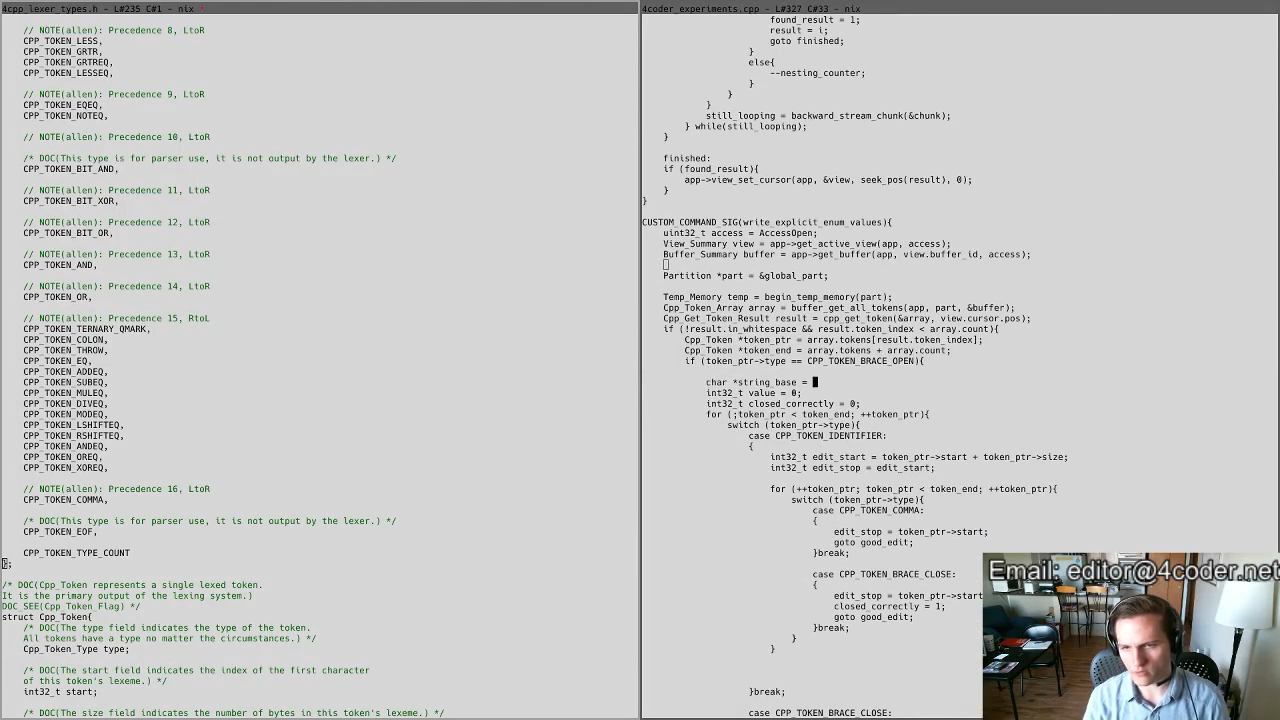 4cpp_lexer_types.h - L#235 C#1 - nix *
// NOTE(allen): Precedence 8, LtoR
CPP_TOKEN_LESS,
CPP_TOKEN_GRTR,
CPP_TOKEN_GRTREQ,
CPP_TOKEN_LESSEQ,
// NOTE(allen): Precedence 9, LtoR
CPP_TOKEN_EQEQ,
CPP_TOKEN_NOTEQ,
// NOTE(allen): Precedence 10, LtoR
/* DOC(This type is for parser use, it is not output by the lexer.) */
CPP_TOKEN_BIT_AND,
// NOTE(allen): Precedence 11, LtoR
CPP_TOKEN_BIT_XOR,
// NOTE(allen): Precedence 12, LtoR
CPP_TOKEN_BIT_OR,
// NOTE(allen): Precedence 13, LtoR
CPP_TOKEN_AND,
// NOTE(allen): Precedence 14, LtoR
CPP_TOKEN_OR,
// NOTE(allen): Precedence 15, RtoL
CPP_TOKEN_TERNARY_QMARK,
CPP_TOKEN_COLON,
CPP_TOKEN_THROW,
CPP_TOKEN_EQ,
CPP_TOKEN_ADDEQ,
CPP_TOKEN_SUBEQ,
CPP_TOKEN_MULEQ,
CPP_TOKEN_DIVEQ,
CPP_TOKEN_MODEQ,
CPP_TOKEN_LSHIFTEQ,
CPP_TOKEN_RSHIFTEQ,
CPP_TOKEN_ANDEQ,
CPP_TOKEN_OREQ,
CPP_TOKEN_XOREQ,
// NOTE(allen): Precedence 16, LtoR
CPP_TOKEN_COMMA,
/* DOC(This type is for parser use, it is not output by the lexer.) */
CPP_TOKEN_EOF,
CPP_TOKEN_TYPE_COUNT
};
/* DOC(Cpp_Token represents a single lexed token.
It is the primary output of the lexing system.)
DOC_SEE(Cpp_Token_Flag) */
struct Cpp_Token{
/* DOC(The type field indicates the type of the token.
All tokens have a type no matter the circumstances.) */
Cpp_Token_Type type;
/* DOC(The start field indicates the index of the first character
of this token's lexeme.) */
int32_t start;
/* DOC(The size field indicates the number of bytes in this token's lexeme.) */
4coder_experiments.cpp - L#327 C#33 - nix
found_result = 1;
result = i;
goto finished;
}
else{
--nesting_counter;
}
}
}
still_looping = backward_stream_chunk(&chunk);
} while(still_looping);
}
finished:
if (found_result){
app->view_set_cursor(app, &view, seek_pos(result), 0);
}
}
CUSTOM_COMMAND_SIG(write_explicit_enum_values){
uint32_t access = AccessOpen;
View_Summary view = app->get_active_view(app, access);
Buffer_Summary buffer = app->get_buffer(app, view.buffer_id, access);
Partition *part = &global_part;
Temp_Memory temp = begin_temp_memory(part);
Cpp_Token_Array array = buffer_get_all_tokens(app, part, &buffer);
Cpp_Get_Token_Result result = cpp_get_token(&array, view.cursor.pos);
if (!result.in_whitespace && result.token_index < array.count){
Cpp_Token *token_ptr = array.tokens[result.token_index];
Cpp_Token *token_end = array.tokens + array.count;
if (token_ptr->type == CPP_TOKEN_BRACE_OPEN){
char *string_base =
int32_t value = 0;
int32_t closed_correctly = 0;
for (;token_ptr < token_end; ++token_ptr){
switch (token_ptr->type){
case CPP_TOKEN_IDENTIFIER:
{
int32_t edit_start = token_ptr->start + token_ptr->size;
int32_t edit_stop = edit_start;
for (++token_ptr; token_ptr < token_end; ++token_ptr){
switch (token_ptr->type){
case CPP_TOKEN_COMMA:
{
edit_stop = token_ptr->start;
goto good_edit;
}break;
case CPP_TOKEN_BRACE_CLOSE:
{
edit_stop = token_ptr->start
closed_correctly = 1;
goto good_edit;
}break;
}
}
}break;
case CPP_TOKEN_BRACE_CLOSE:
Email: editor@4coder.net